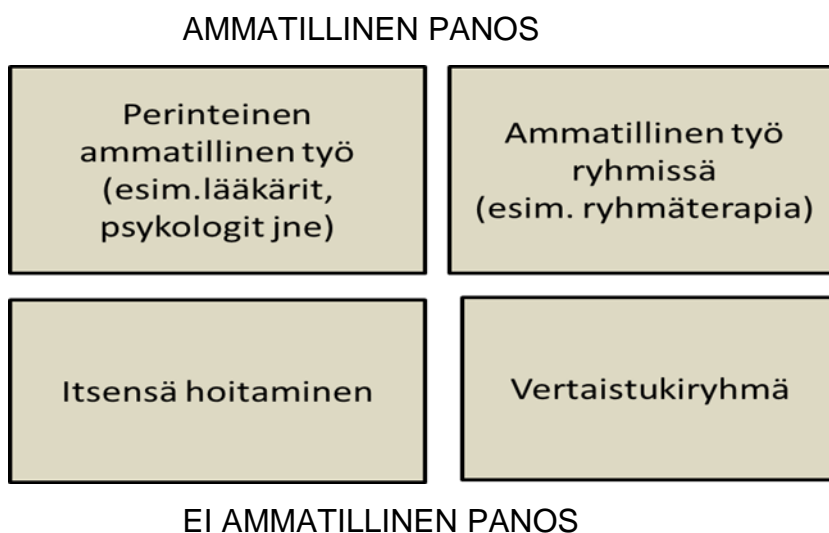 AMMATILLINEN PANOS
Perinteinen
ammatillinen työ
(esim.lääkärit,
psykologit jne)
Ammatillinen työ
ryhmissä
(esim. ryhmäterapia)
Itsensä hoitaminen
Vertaistukiryhmä
EI AMMATILLINEN PANOS